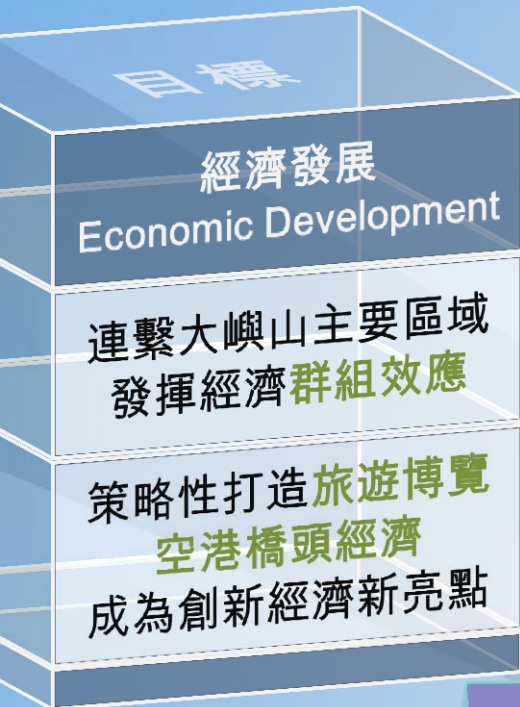 目標
經濟發展
Economic Development
連繫大嶼山主要區域
發揮經濟群組效應
策略性打造旅遊博覽
空港橋頭經濟
成為創新經濟新亮點